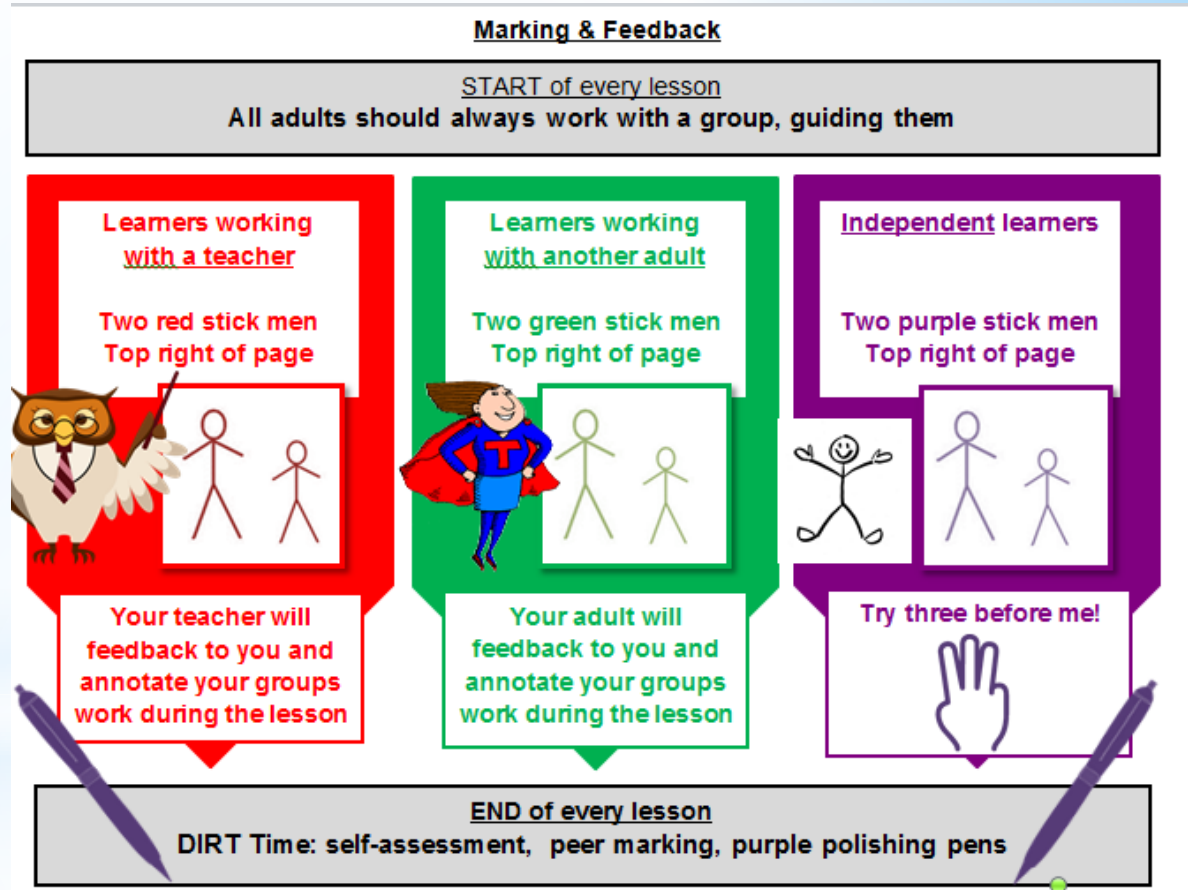 Marking & Feedback
START of every lesson
All adults should always work with a group, guiding them
Learners working
with a teacher
Two red stick men
Top right of page
Learners working
with another adult
Two green stick men
Top right of page
Independent learners
Two purple stick men
Top right of page
T
Your teacher will
feedback to you and
annotate your groups
work during the lesson
Your adult will
feedback to you and
annotate your groups
work during the lesson
Try three before me!
END of every lesson
DIRT Time: self-assessment,  peer marking, purple polishing pens